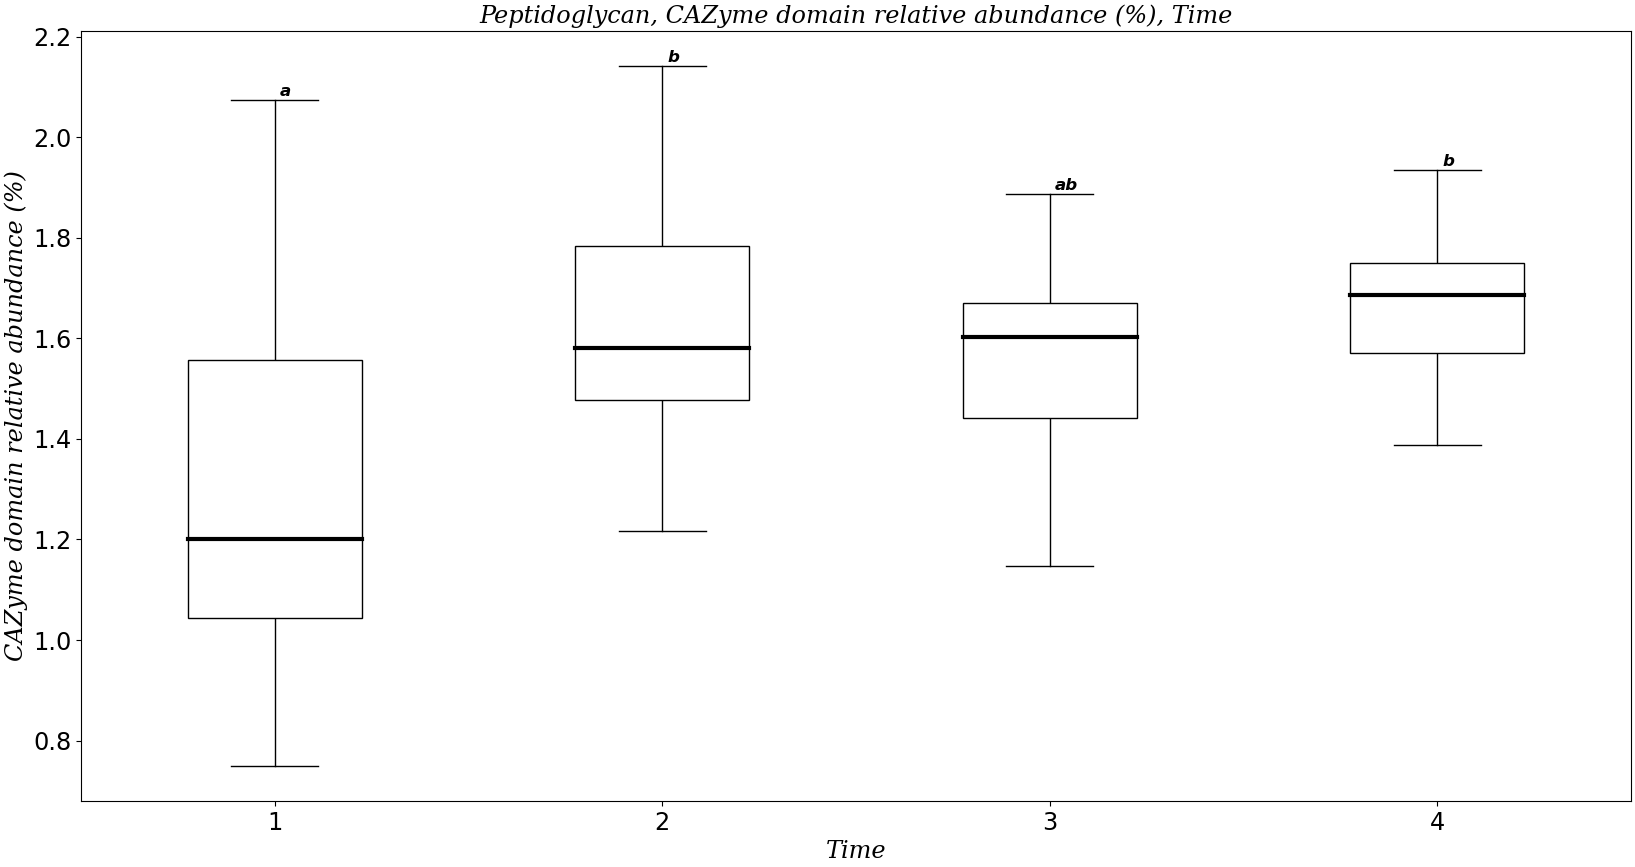 Peptidoglycan, CAZyme domain relative abundance (%), Time
CAZyme domain relative abundance (%)
2.2
2.0
1.8
1.6
1.4
1.2
1.0
0.8
a
b
ab
b
1 2 3 4
Time